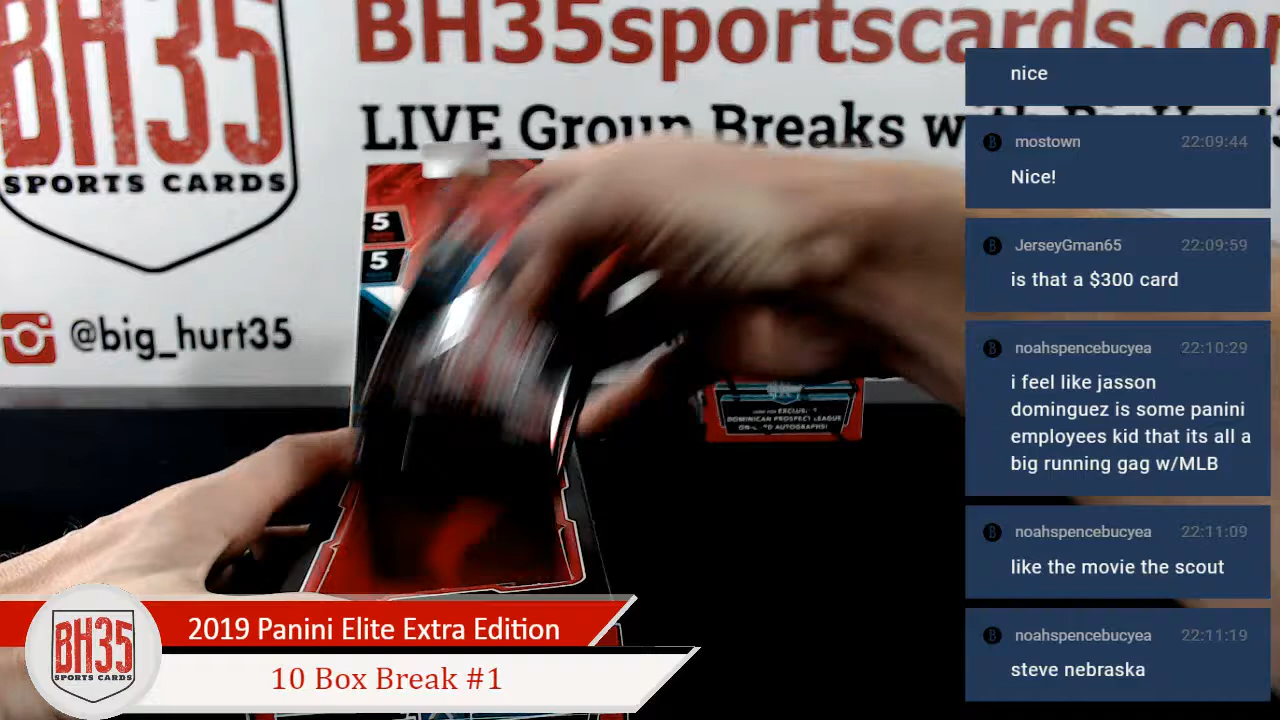 BH35
SPORTS CARDS
@big_hurt35
BH35sportscards.co
LIVE Group Breaks w
5
5
DOMINICAN PROSPECT LEAGUE
nice
mostown 22:09:44
Nice!
JerseyGman65 22:09:59
is that a $300 card
noahspencebucyea 22:10:29
i feel like jasson
dominguez is some panini
employees kid that its all a
big running gag w/MLB
noahspencebucyea 22:11:09
like the movie the scout
noahspencebucyea 22:11:19
steve nebraska
BH35
SPORTS CARDS
2019 Panini Elite Extra Edition
10 Box Break #1